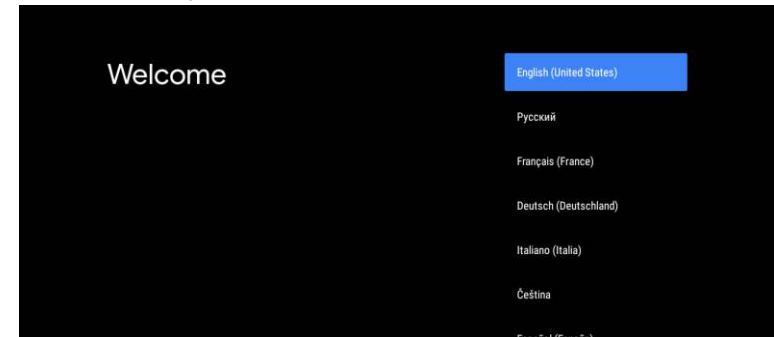 Welcome
English (United States)
Русский
Français (France)
Deutsch (Deutschland)
Italiano (Italia)
Čeština